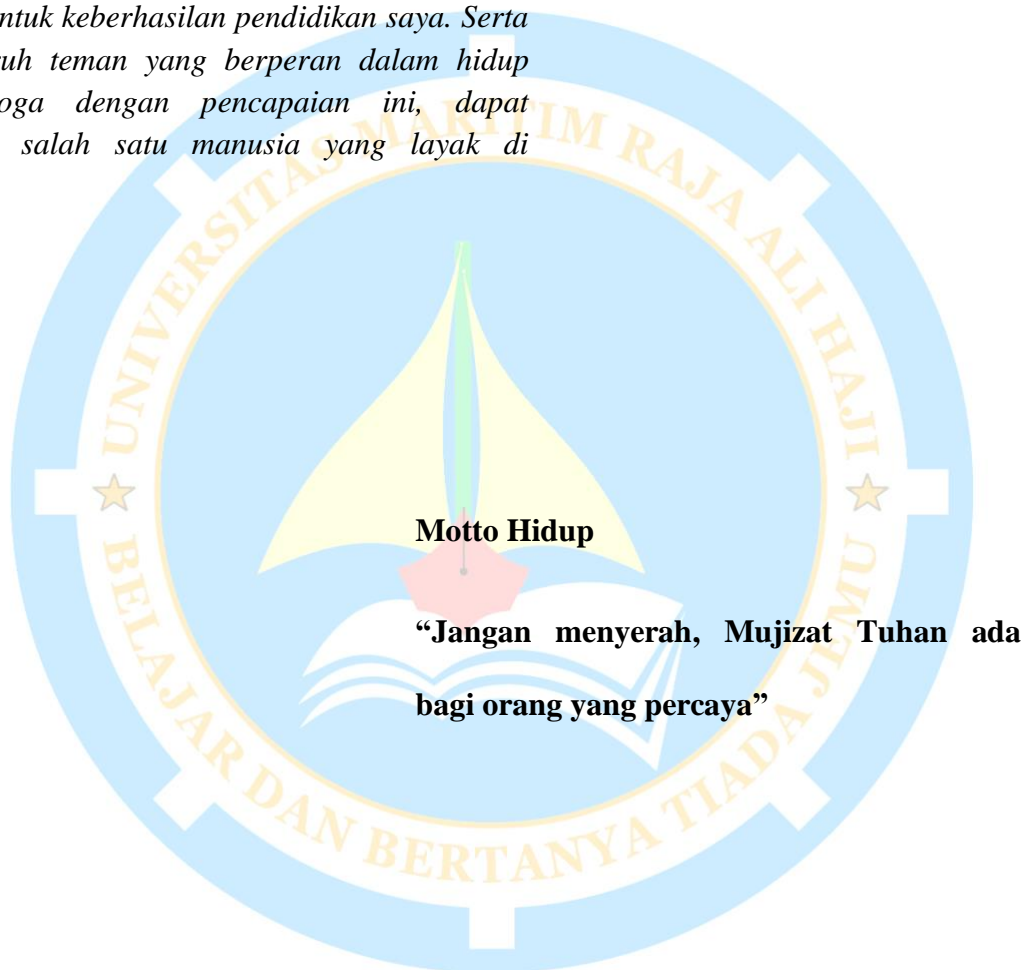 ntuk keberhasilan pendidikan saya. Serta
uh teman yang berperan dalam hidup
oga dengan pencapaian ini, dapat
salah satu manusia yang layak di
UNIVERSITAS MARITIM RAJA ALI HAJI
Motto Hidup
“Jangan menyerah, Mujizat Tuhan ada
bagi orang yang percaya”
BELAJAR DAN BERTANYA TIADA JEMU